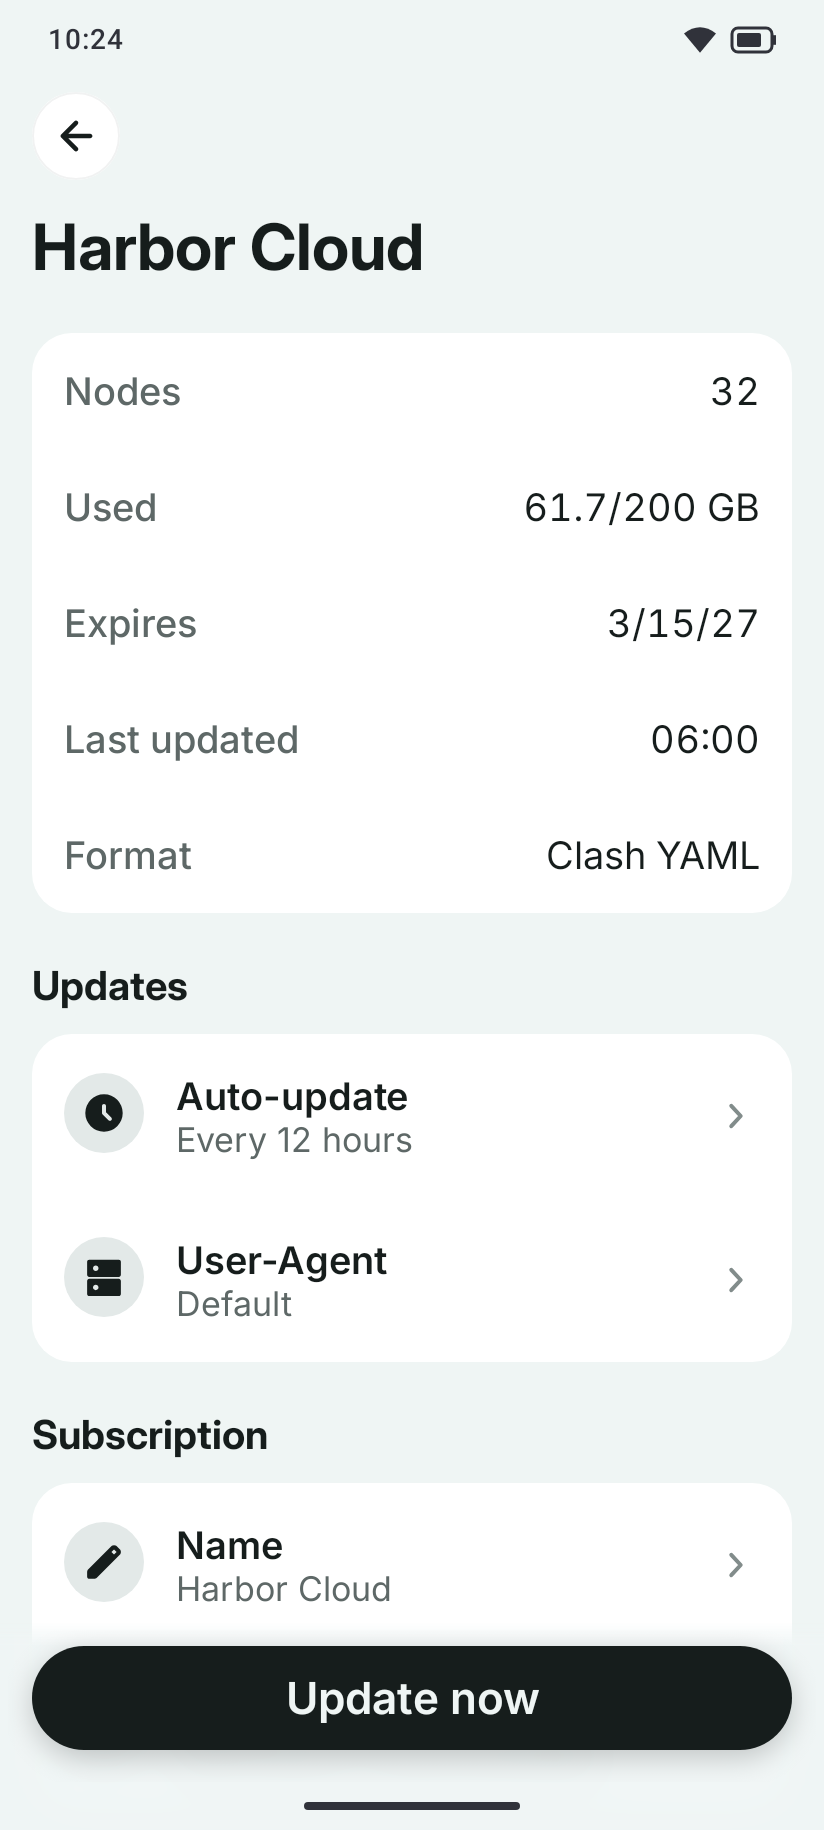 10:24
Harbor Cloud
Nodes 32
Used 61.7/200 GB
Expires 3/15/27
Last updated 06:00
Format Clash YAML
Updates
Auto-update
Every 12 hours
User-Agent
Default
Subscription
Name
Harbor Cloud
Update now